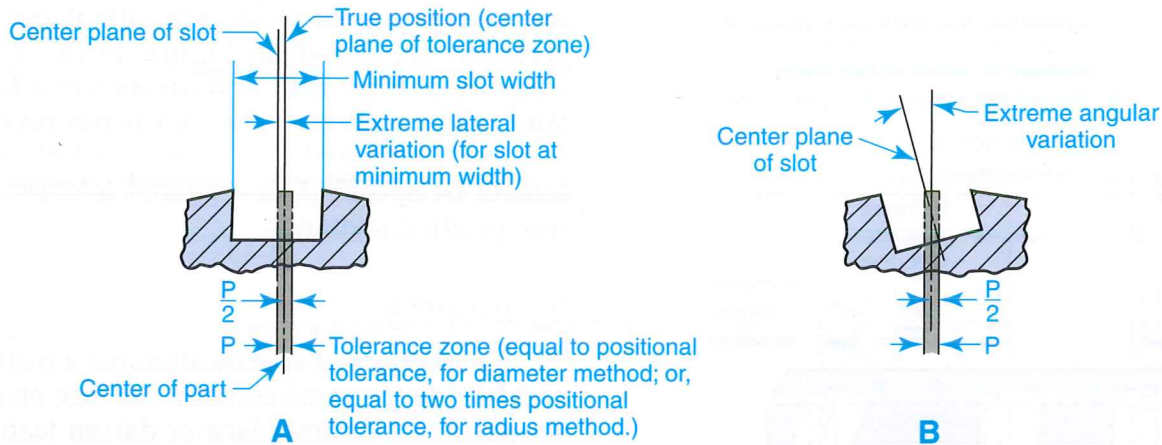 Center plane of slot
True position (center
plane of tolerance zone)
Minimum slot width
Extreme lateral
variation (for slot at
minimum width)
P
2
P
Tolerance zone (equal to positional
tolerance, for diameter method; or,
equal to two times positional
tolerance, for radius method.)
Center of part
A
Center plane
of slot
Extreme angular
variation
P
2
P
B